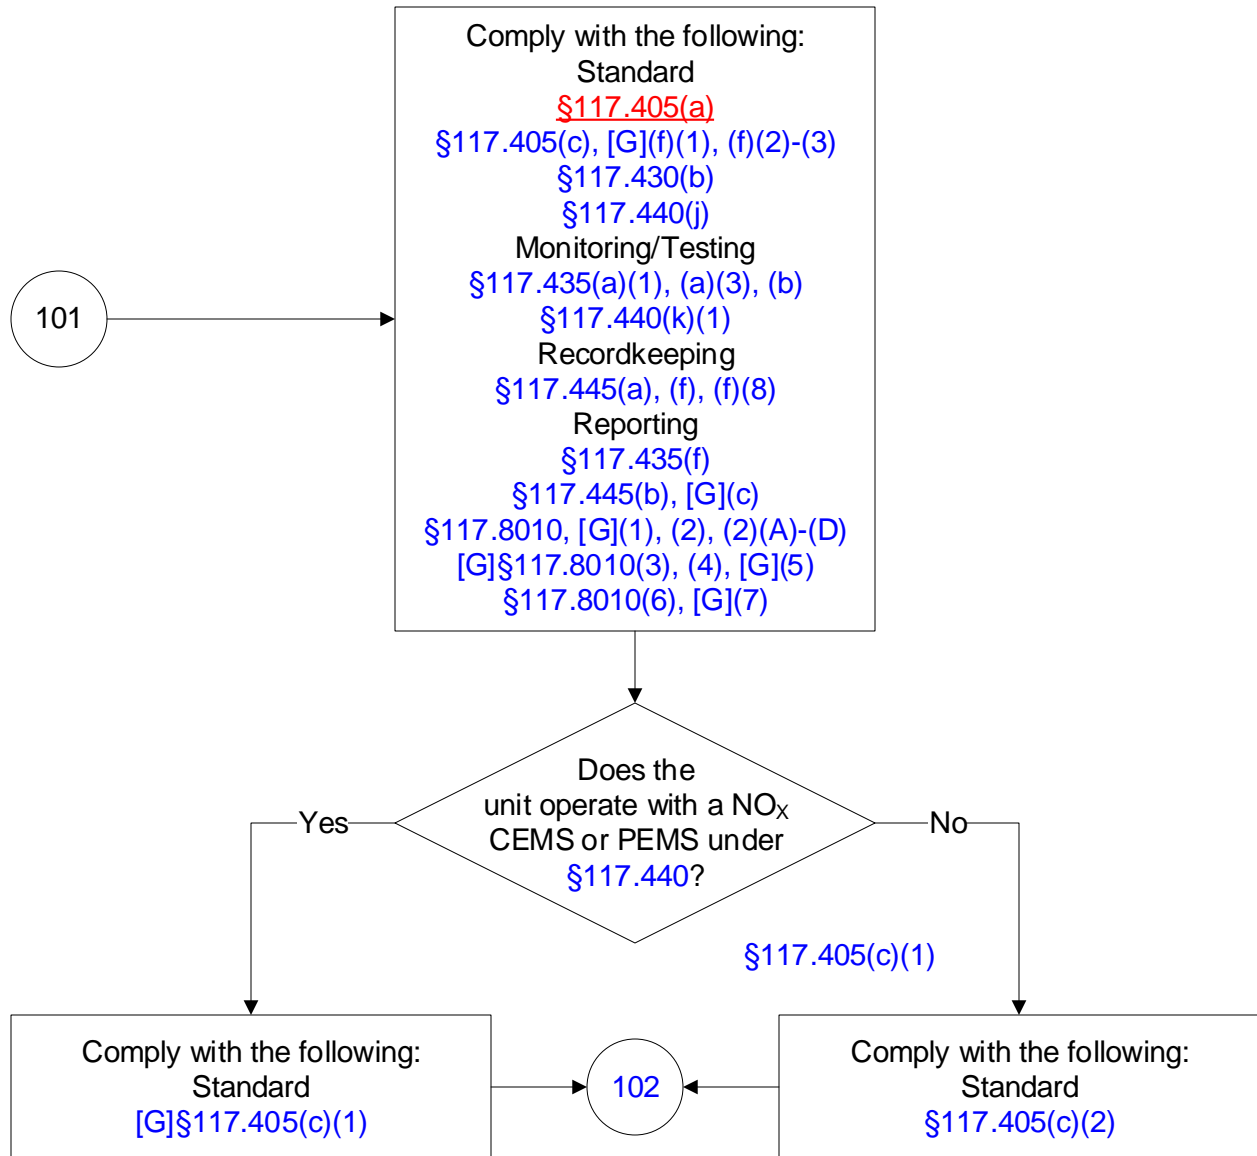 Comply with the following:
Standard
§117.405(a)
§117.405(c), [G](f)(1), (f)(2)-(3)
§117.430(b)
§117.440(j)
Monitoring/Testing
§117.435(a)(1), (a)(3), (b)
§117.440(k)(1)
Recordkeeping
§117.445(a), (f), (f)(8)
Reporting
§117.435(f)
§117.445(b), [G](c)
§117.8010, [G](1), (2), (2)(A)-(D)
[G]§117.8010(3), (4), [G](5)
§117.8010(6), [G](7)
101
Does the
unit operate with a NOX
CEMS or PEMS under
§117.440?
Yes
No
§117.405(c)(1)
Comply with the following:
Standard
[G]§117.405(c)(1)
102
Comply with the following:
Standard
§117.405(c)(2)